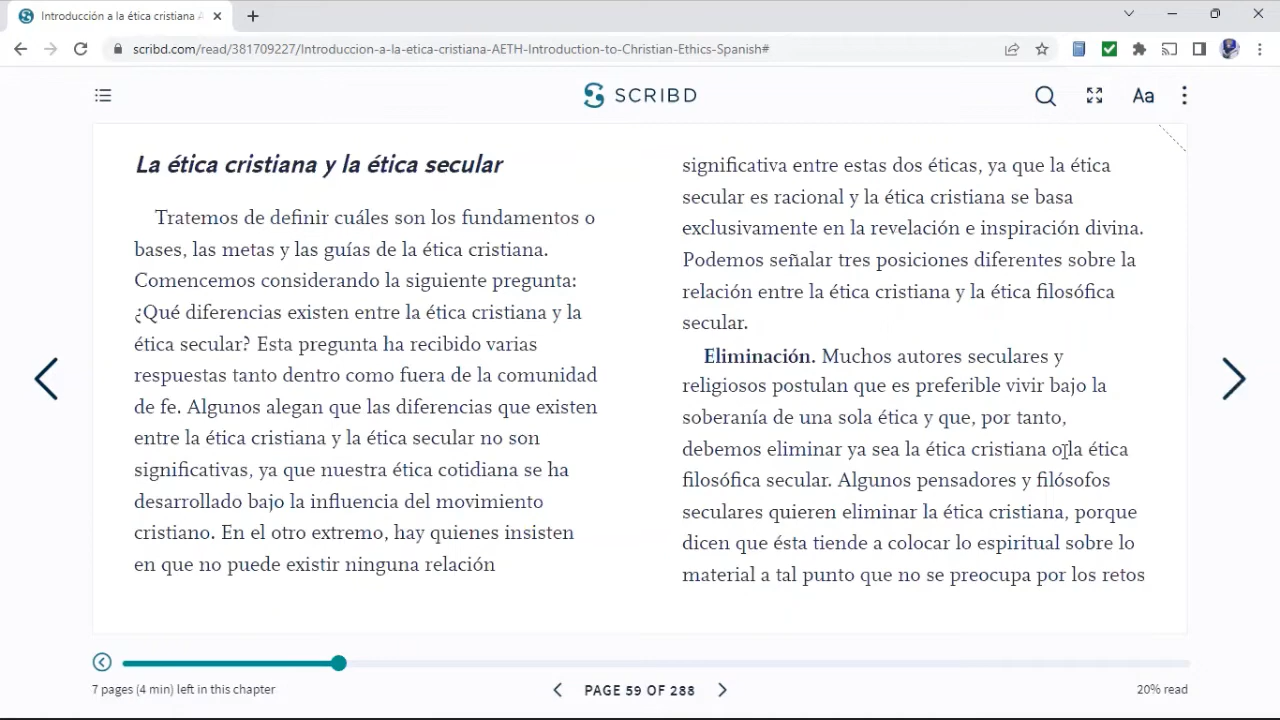 Introducción a la ética cristiana
scribd.com/read/381709227/Introduccion-a-la-etica-cristiana-AETH-Introduction-to-Christian-Ethics-Spanish#
SCRIBD
Aa
La ética cristiana y la ética secular
Tratemos de definir cuáles son los fundamentos o
bases, las metas y las guías de la ética cristiana.
Comencemos considerando la siguiente pregunta:
¿Qué diferencias existen entre la ética cristiana y la
ética secular? Esta pregunta ha recibido varias
respuestas tanto dentro como fuera de la comunidad
de fe. Algunos alegan que las diferencias que existen
entre la ética cristiana y la ética secular no son
significativas, ya que nuestra ética cotidiana se ha
desarrollado bajo la influencia del movimiento
cristiano. En el otro extremo, hay quienes insisten
en que no puede existir ninguna relación
significativa entre estas dos éticas, ya que la ética
secular es racional y la ética cristiana se basa
exclusivamente en la revelación e inspiración divina.
Podemos señalar tres posiciones diferentes sobre la
relación entre la ética cristiana y la ética filosófica
secular.
Eliminación. Muchos autores seculares y
religiosos postulan que es preferible vivir bajo la
soberanía de una sola ética y que, por tanto,
debemos eliminar ya sea la ética cristiana o la ética
filosófica secular. Algunos pensadores y filósofos
seculares quieren eliminar la ética cristiana, porque
dicen que ésta tiende a colocar lo espiritual sobre lo
material a tal punto que no se preocupa por los retos
7 pages (4 min) left in this chapter
PAGE 59 OF 288
20% read